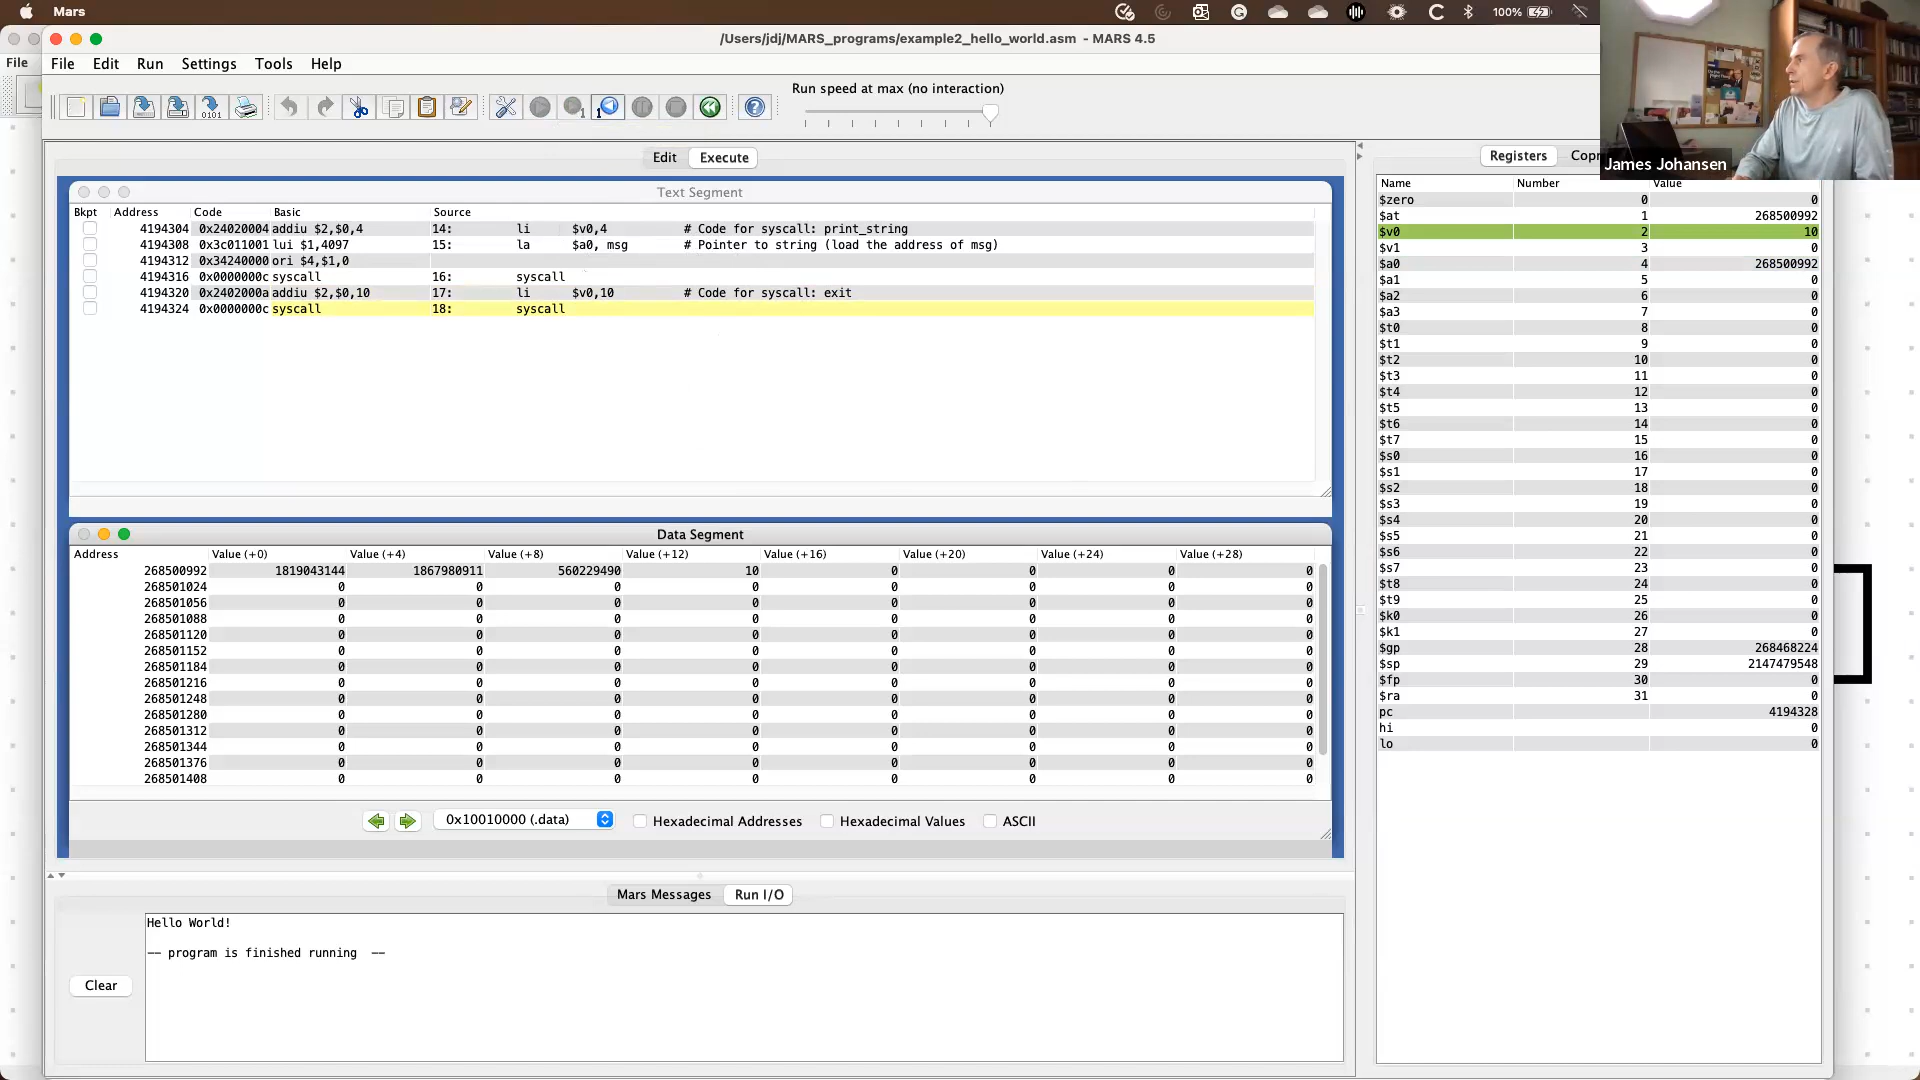 Mars
100%
/Users/jdj/MARS_programs/example2_hello_world.asm - MARS 4.5
File
File Edit Run Settings Tools Help
Run speed at max (no interaction)
Edit Execute
Registers Copr
James Johansen
Text Segment
Bkpt Address Code Basic Source
4194304 0x24020004 addiu $2,$0,4 14: li $v0,4 # Code for syscall: print_string
4194308 0x3c011001 lui $1,4097 15: la $a0, msg # Pointer to string (load the address of msg)
4194312 0x34240000 ori $4,$1,0
4194316 0x0000000c syscall 16: syscall
4194320 0x2402000a addiu $2,$0,10 17: li $v0,10 # Code for syscall: exit
4194324 0x0000000c syscall 18: syscall
Data Segment
Address Value (+0) Value (+4) Value (+8) Value (+12) Value (+16) Value (+20) Value (+24) Value (+28)
268500992 1819043144 1867980911 560229490 10 0 0 0 0
268501024 0 0 0 0 0 0 0 0
268501056 0 0 0 0 0 0 0 0
268501088 0 0 0 0 0 0 0 0
268501120 0 0 0 0 0 0 0 0
268501152 0 0 0 0 0 0 0 0
268501184 0 0 0 0 0 0 0 0
268501216 0 0 0 0 0 0 0 0
268501248 0 0 0 0 0 0 0 0
268501280 0 0 0 0 0 0 0 0
268501312 0 0 0 0 0 0 0 0
268501344 0 0 0 0 0 0 0 0
268501376 0 0 0 0 0 0 0 0
268501408 0 0 0 0 0 0 0 0
0x10010000 (.data) Hexadecimal Addresses Hexadecimal Values ASCII
Mars Messages Run I/O
Hello World!
-- program is finished running --
Clear
Name Number Value
$zero 0 0
$at 1 268500992
$v0 2 10
$v1 3 0
$a0 4 268500992
$a1 5 0
$a2 6 0
$a3 7 0
$t0 8 0
$t1 9 0
$t2 10 0
$t3 11 0
$t4 12 0
$t5 13 0
$t6 14 0
$t7 15 0
$s0 16 0
$s1 17 0
$s2 18 0
$s3 19 0
$s4 20 0
$s5 21 0
$s6 22 0
$s7 23 0
$t8 24 0
$t9 25 0
$k0 26 0
$k1 27 0
$gp 28 268468224
$sp 29 2147479548
$fp 30 0
$ra 31 0
pc 4194328
hi 0
lo 0